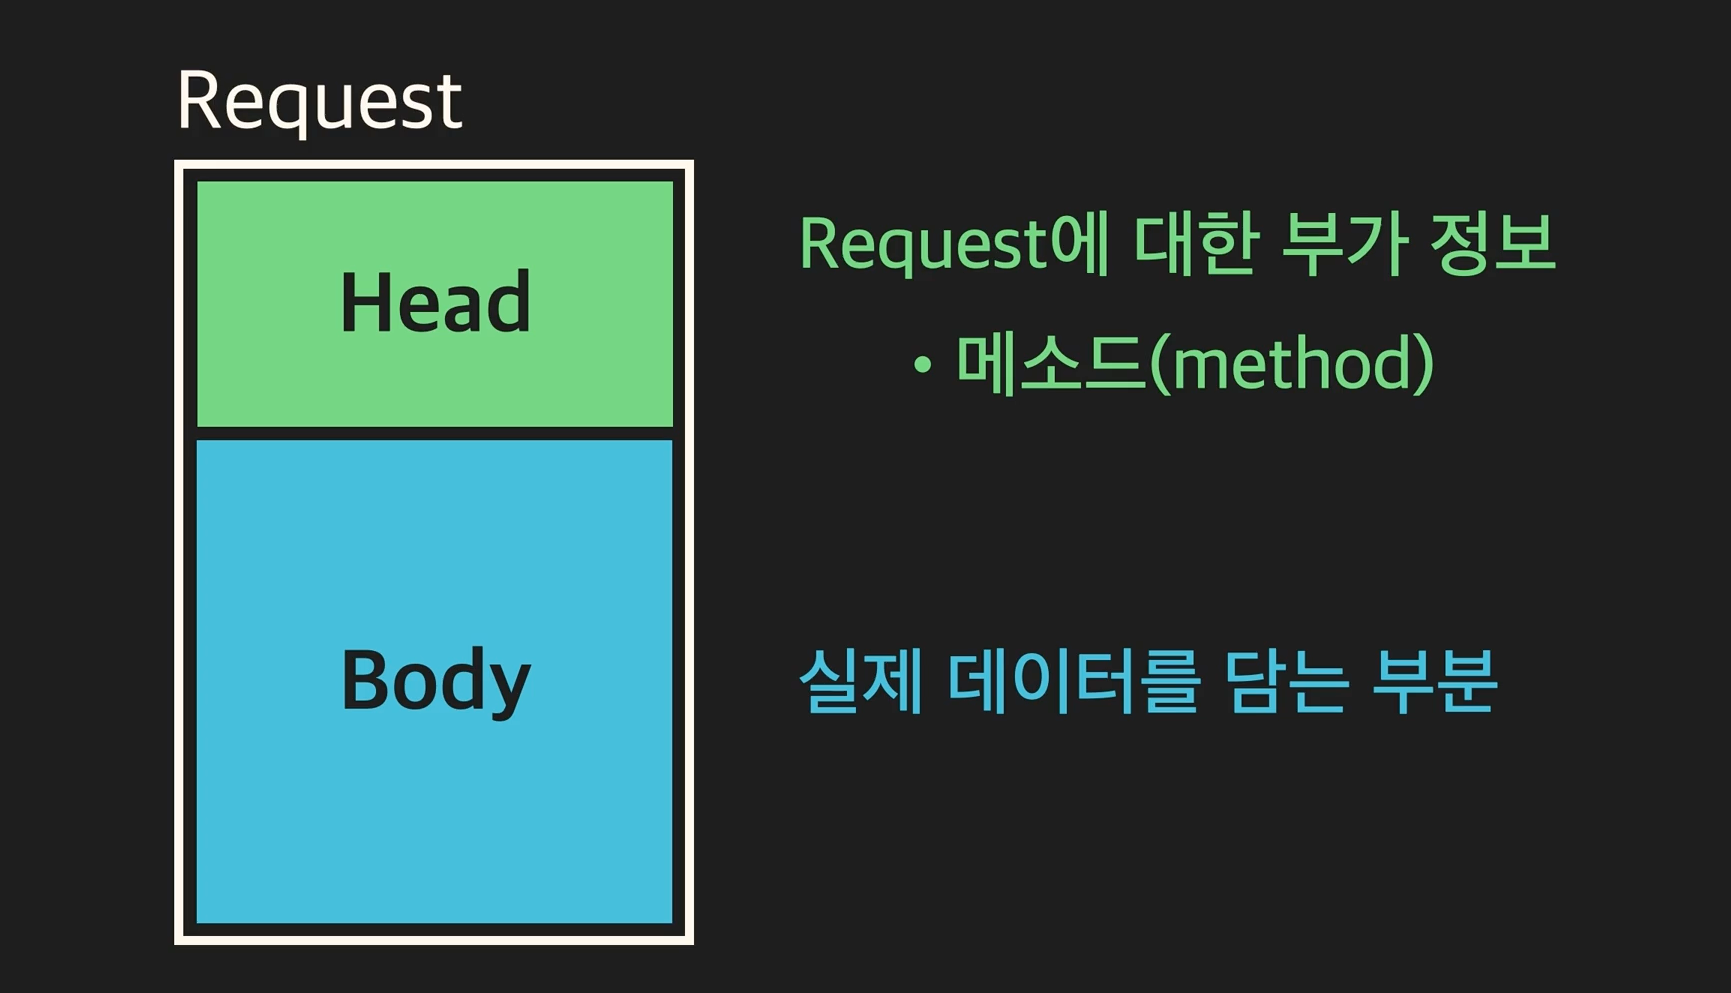 Request
Head
Request에 대한 부가 정보
• 메소드(method)
Body
실제 데이터를 담는 부분